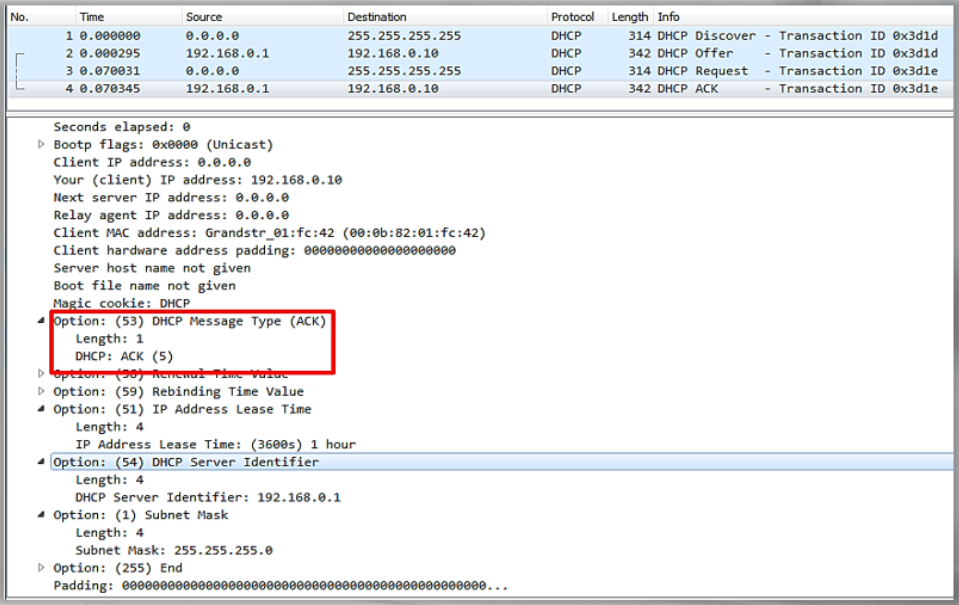 No. Time Source Destination Protocol Length Info
1 0.000000 0.0.0.0 255.255.255.255 DHCP 314 DHCP Discover - Transaction ID 0x3d1d
2 0.000295 192.168.0.1 192.168.0.10 DHCP 342 DHCP Offer - Transaction ID 0x3d1d
3 0.070031 0.0.0.0 255.255.255.255 DHCP 314 DHCP Request - Transaction ID 0x3d1e
4 0.070345 192.168.0.1 192.168.0.10 DHCP 342 DHCP ACK - Transaction ID 0x3d1e
Seconds elapsed: 0
Bootp flags: 0x0000 (Unicast)
Client IP address: 0.0.0.0
Your (client) IP address: 192.168.0.10
Next server IP address: 0.0.0.0
Relay agent IP address: 0.0.0.0
Client MAC address: Grandstr_01:fc:42 (00:0b:82:01:fc:42)
Client hardware address padding: 00000000000000000000
Server host name not given
Boot file name not given
Magic cookie: DHCP
Option: (53) DHCP Message Type (ACK)
Length: 1
DHCP: ACK (5)
Option: (58) Renewal Time Value
Option: (59) Rebinding Time Value
Option: (51) IP Address Lease Time
Length: 4
IP Address Lease Time: (3600s) 1 hour
Option: (54) DHCP Server Identifier
Length: 4
DHCP Server Identifier: 192.168.0.1
Option: (1) Subnet Mask
Length: 4
Subnet Mask: 255.255.255.0
Option: (255) End
Padding: 000000000000000000000000000000000000000000000000...